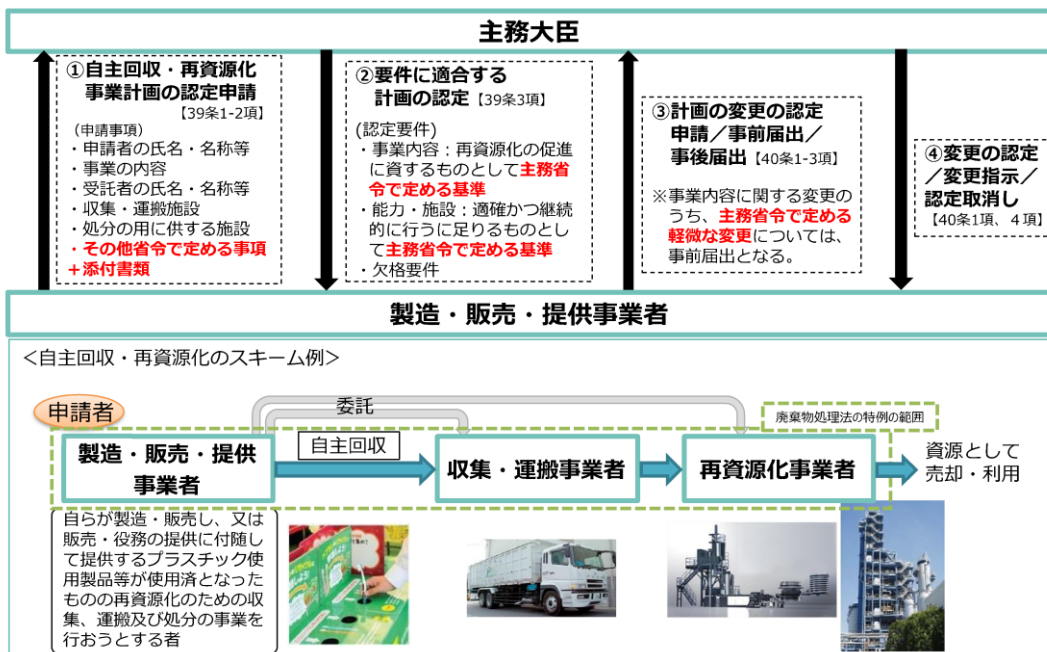 主務大臣
①自主回収・再資源化
事業計画の認定申請
【39条1-2項】
(申請事項)
・申請者の氏名・名称等
・事業の内容
・受託者の氏名・名称等
・収集・運搬施設
・処分の用に供する施設
・その他省令で定める事項
+添付書類
②要件に適合する
計画の認定【39条3項】
(認定要件)
・事業内容：再資源化の促進
に資するものとして主務省
令で定める基準
・能力・施設：適確かつ継続
的に行うに足りるものと
して主務省令で定める基準
・欠格要件
③計画の変更の認定
申請／事前届出／
事後届出【40条1-3項】
※事業内容に関する変更の
うち、主務省令で定める
軽微な変更については、
事前届出となる。
④変更の認定
／変更指示／
認定取消し
【40条1項、４項】
製造・販売・提供事業者
＜自主回収・再資源化のスキーム例＞
申請者
委託
廃棄物処理法の特例の範囲
製造・販売・提供
事業者
自主回収
収集・運搬事業者
再資源化事業者
資源として
売却・利用
自らが製造・販売し、又は
販売・役務の提供に付随し
て提供するプラスチック使
用製品等が使用済となった
ものの再資源化のための収
集、運搬及び処分の事業を
行おうとする者